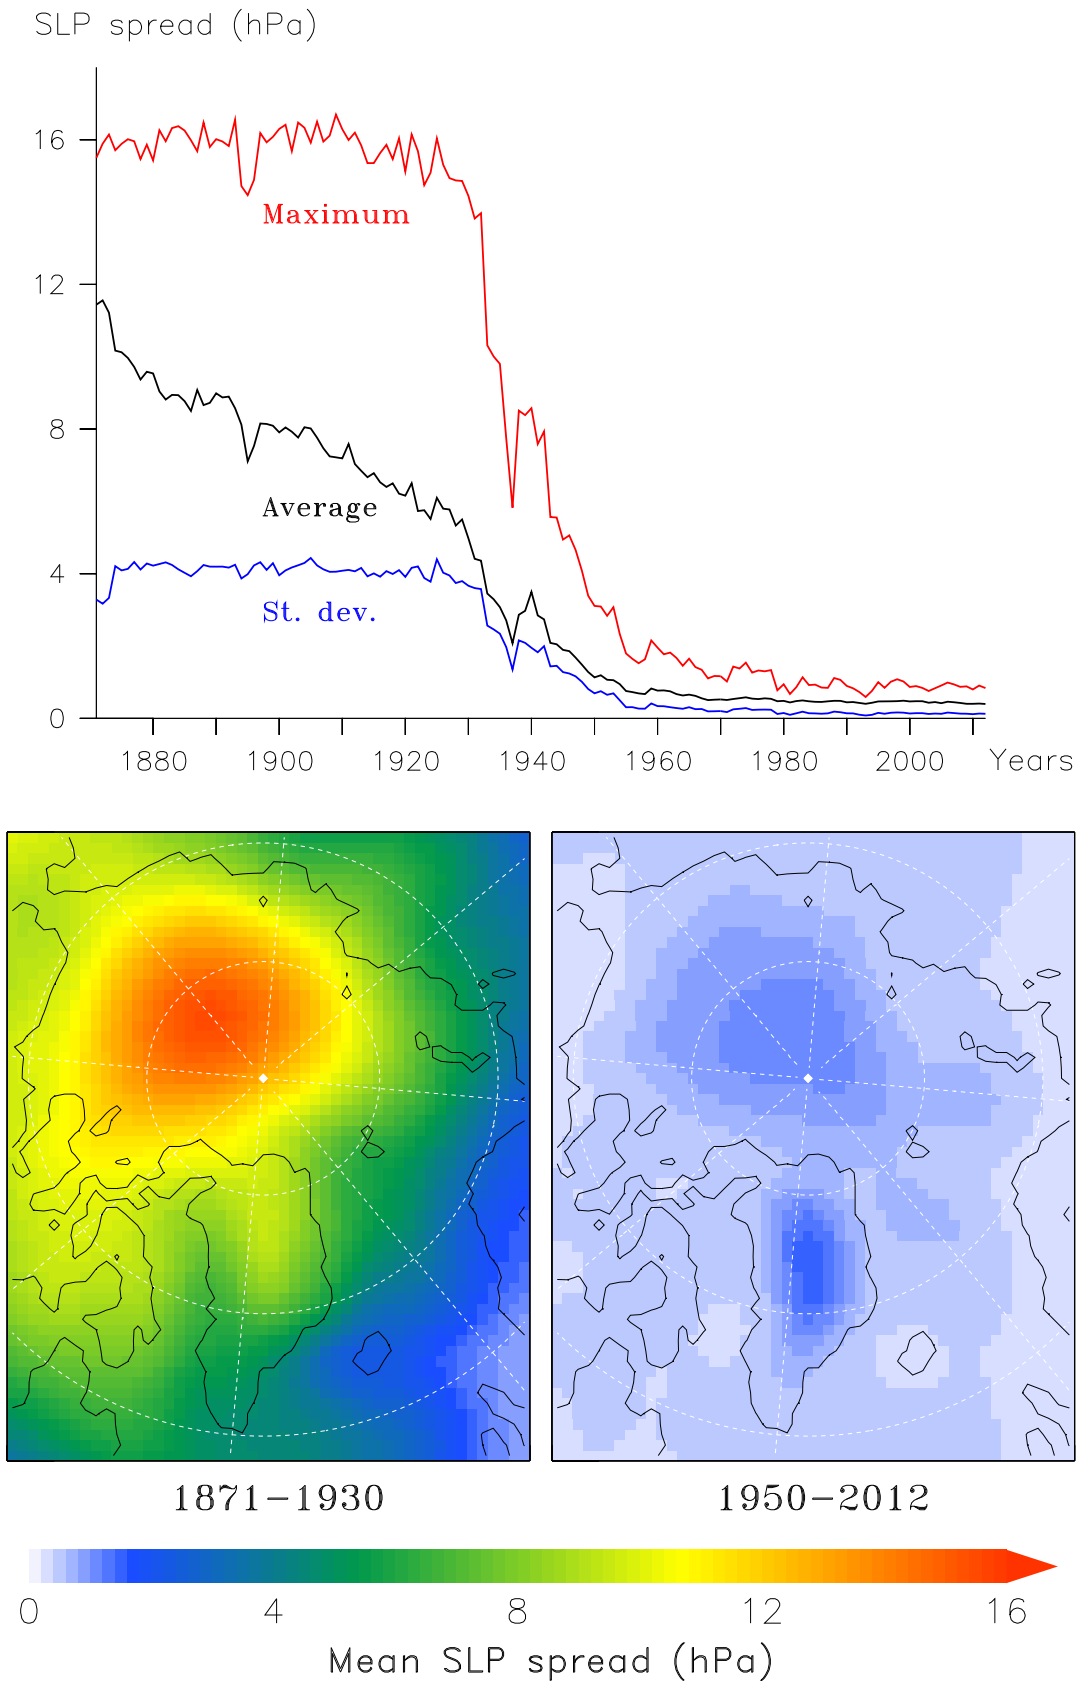 SLP spread (hPa)
16
Maximum
12
8
Average
4
St. dev.
0
1880 1900 1920 1940 1960 1980 2000 Years
1871-1930 1950-2012
0 4 8 12 16
Mean SLP spread (hPa)